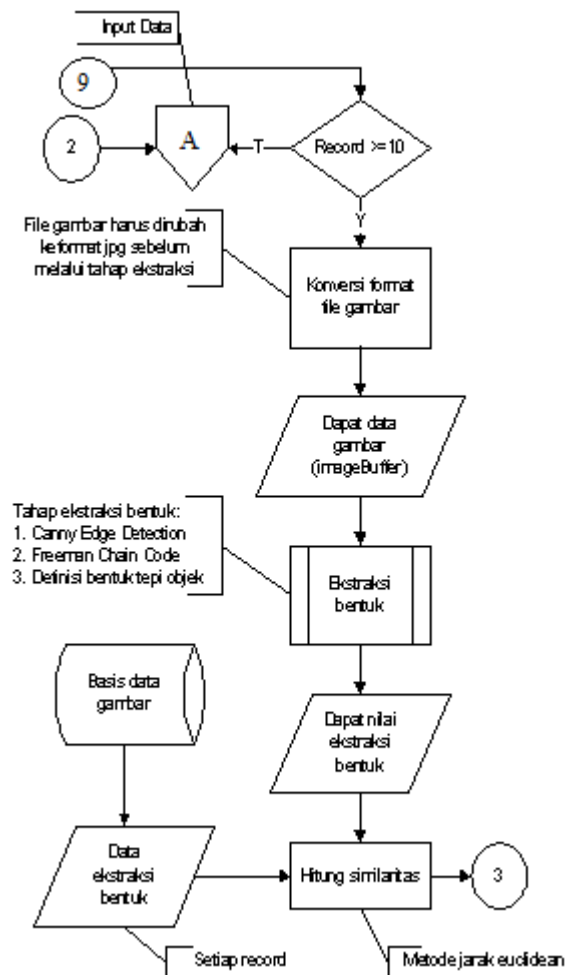 Input Data
9
2
A
T
Record >=10
Y
File gambar harus dirubah
ke format jpg sebelum
melalui tahap ekstraksi
Konversi format
file gambar
Dapat data
gambar
(imageBuffer)
Tahap ekstraksi bentuk:
1. Canny Edge Detection
2. Freeman Chain Code
3. Definisi bentuk tepi objek
Ekstraksi
bentuk
Basis data
gambar
Dapat nilai
ekstraksi
bentuk
Data
ekstraksi
bentuk
Hitung similaritas
3
Setiap record
Metode jarak euclidean